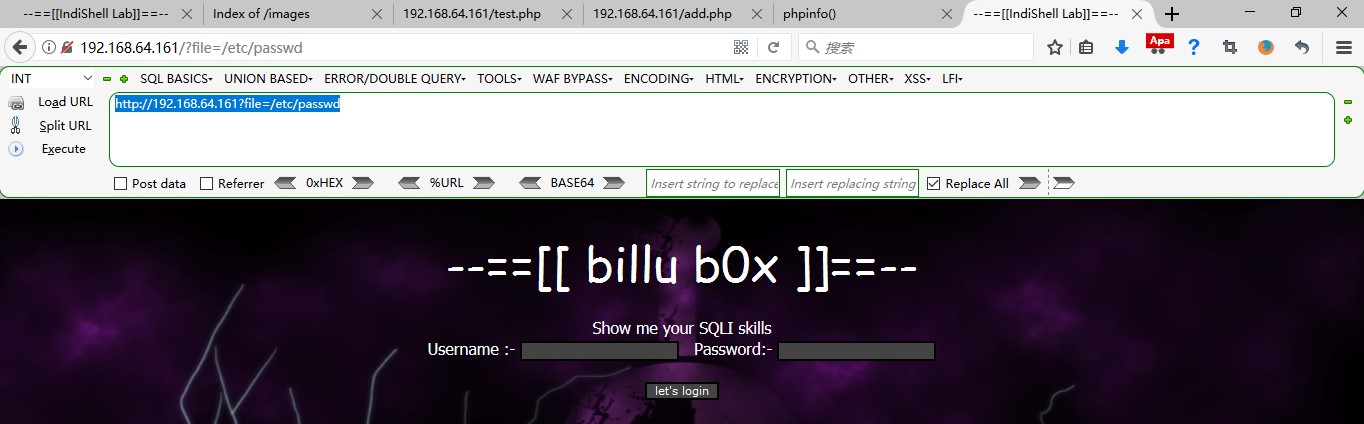 --==[[IndiShell Lab]]==--
Index of /images
192.168.64.161/test.php
192.168.64.161/add.php
phpinfo()
--==[[IndiShell Lab]]==--
192.168.64.161/?file=/etc/passwd
搜索
Apa
INT
SQL BASICS
UNION BASED
ERROR/DOUBLE QUERY
TOOLS
WAF BYPASS
ENCODING
HTML
ENCRYPTION
OTHER
XSS
LFI
Load URL
http://192.168.64.161?file=/etc/passwd
Split URL
Execute
Post data
Referrer
0xHEX
%URL
BASE64
Insert string to replace
Insert replacing string
Replace All
--==[[ billu b0x ]]==--
Show me your SQLI skills
Username :-
Password:-
let's login